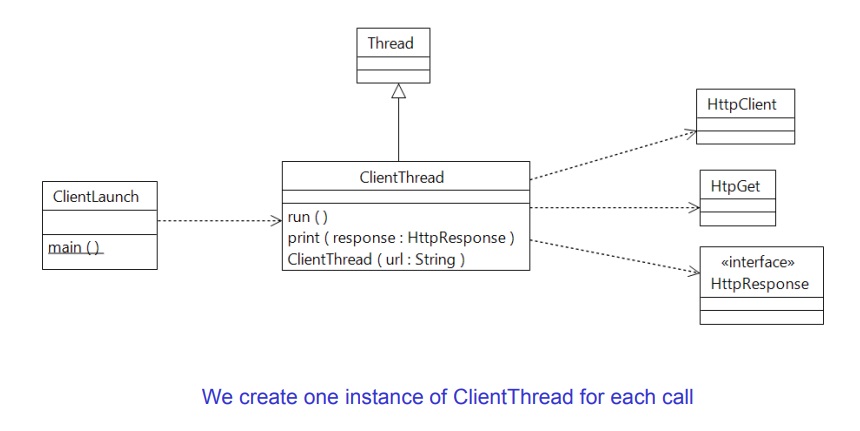 Thread
HttpClient
ClientThread
HtpGet
ClientLaunch
run ( )
main ( )
print ( response : HttpResponse )
ClientThread ( url : String )
«interface»
HttpResponse
We create one instance of ClientThread for each call